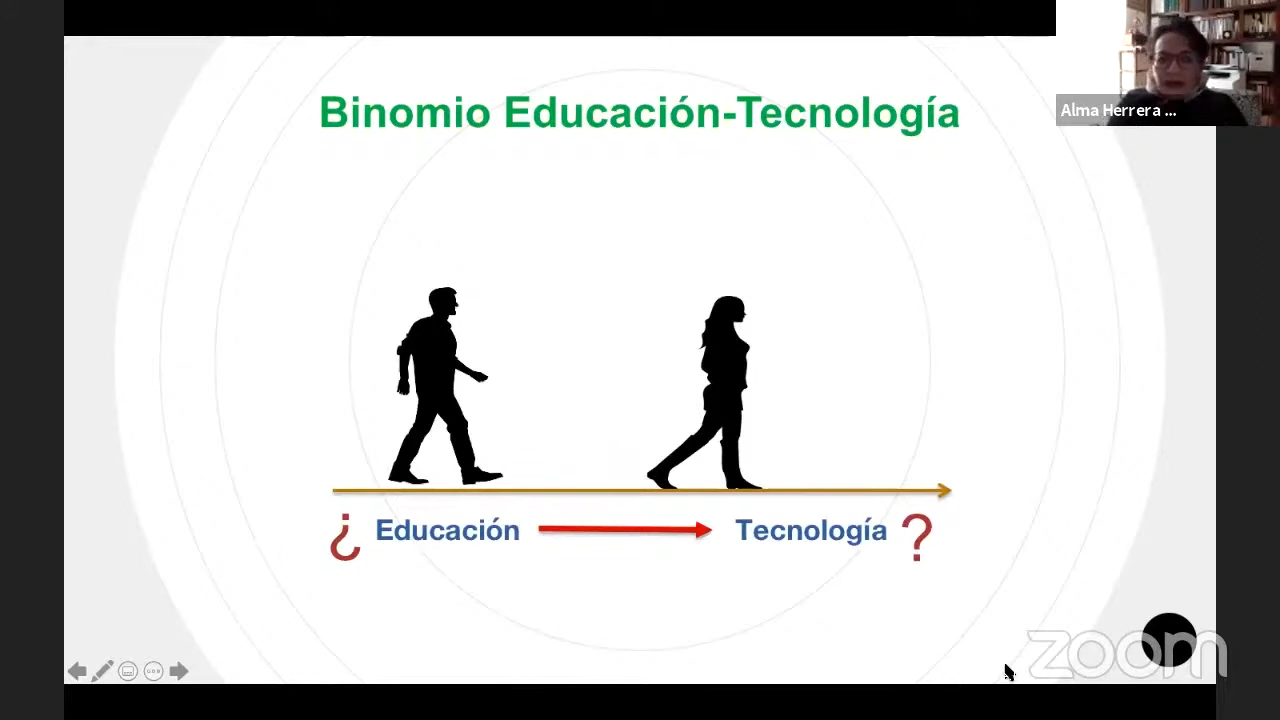 Binomio Educación-Tecnología
Alma Herrera ...
¿ Educación Tecnología ?
zoom